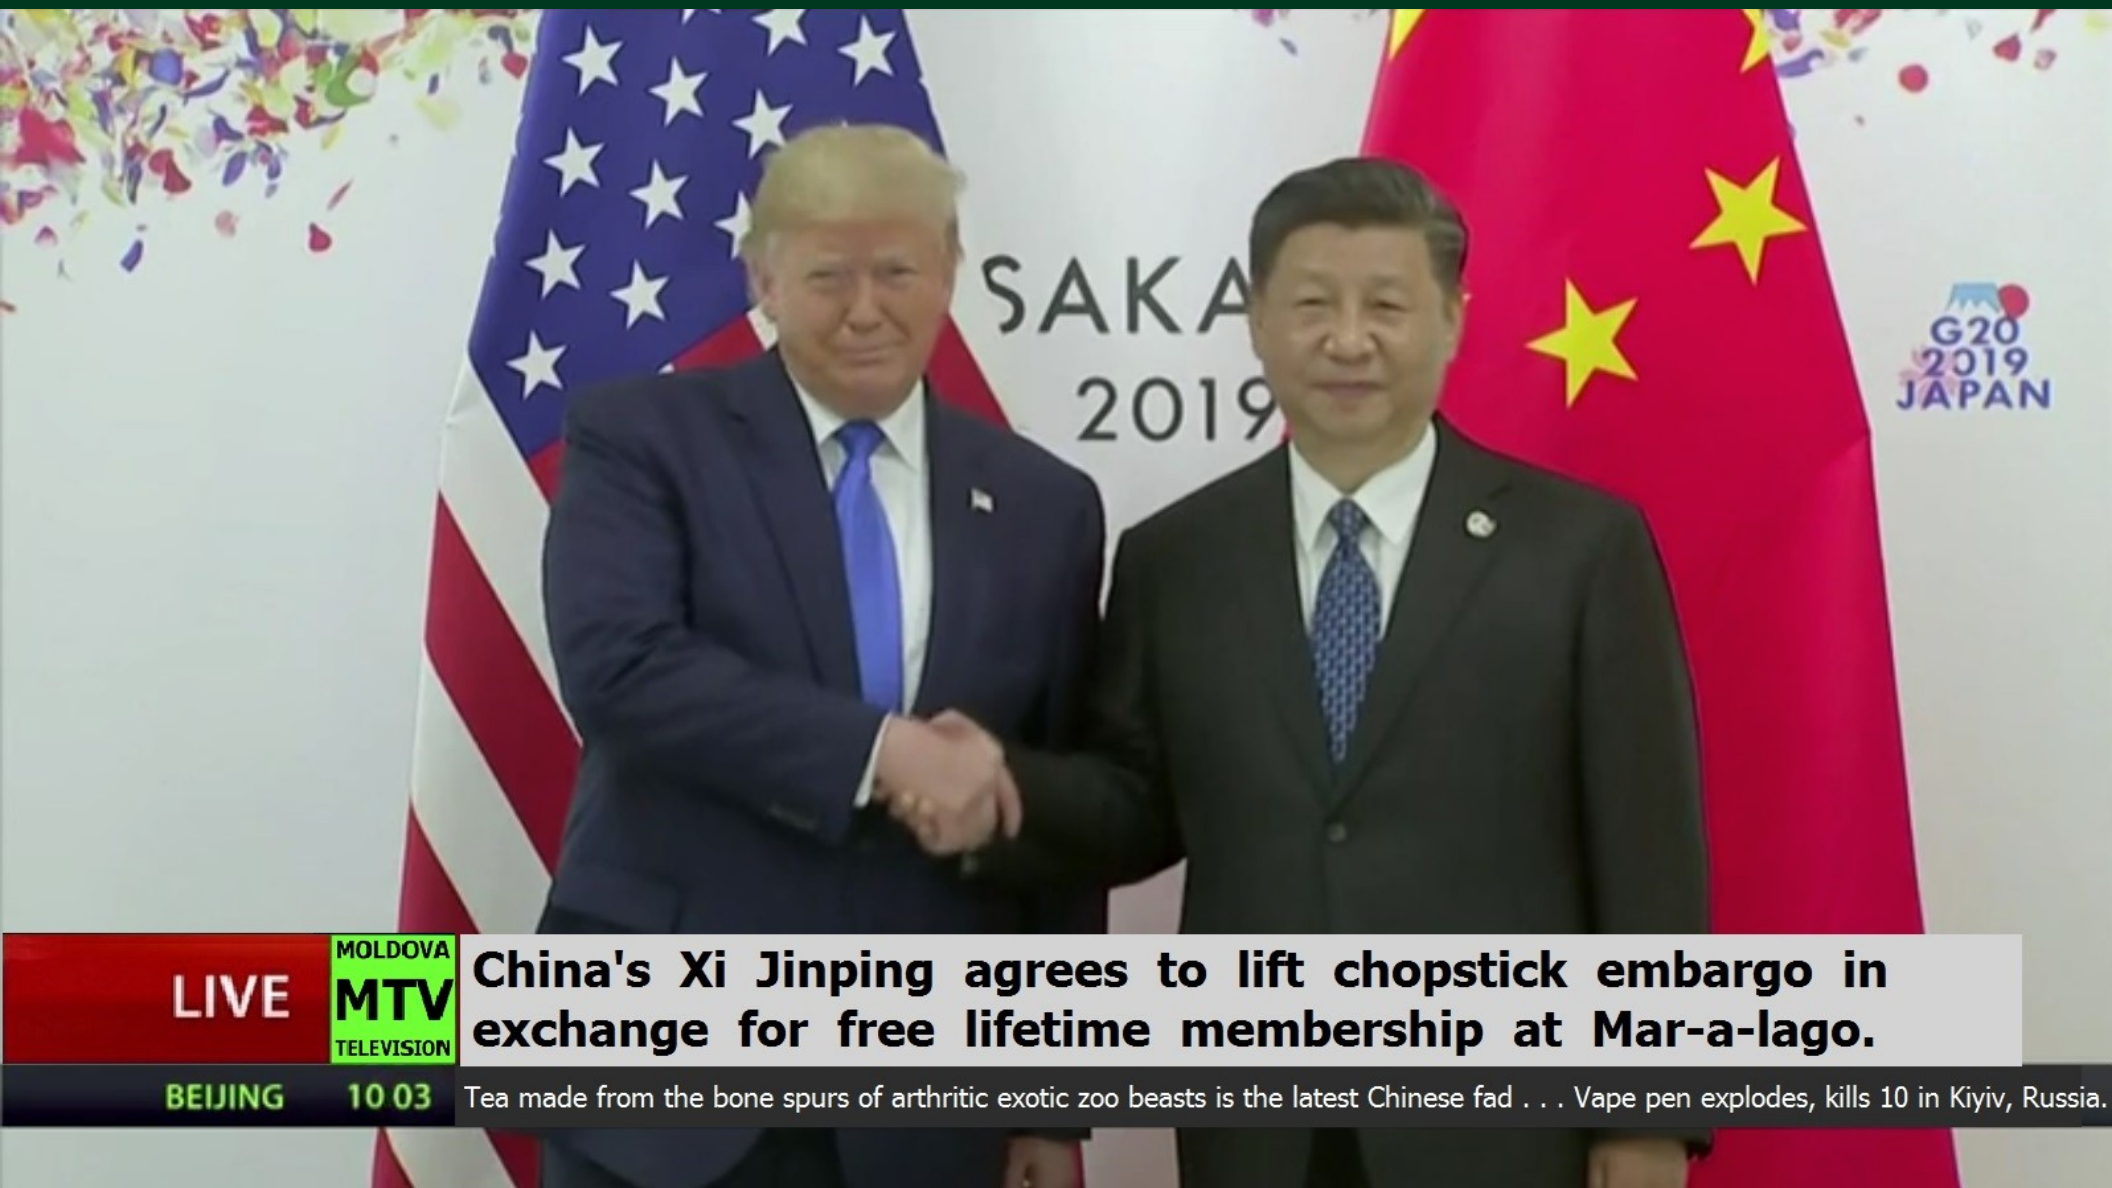 SAKA
2019
G20
2019
JAPAN
LIVE
MOLDOVA
MTV
TELEVISION
China's Xi Jinping agrees to lift chopstick embargo in
exchange for free lifetime membership at Mar-a-lago.
BEIJING 10 03
Tea made from the bone spurs of arthritic exotic zoo beasts is the latest Chinese fad . . . Vape pen explodes, kills 10 in Kiyiv, Russia.